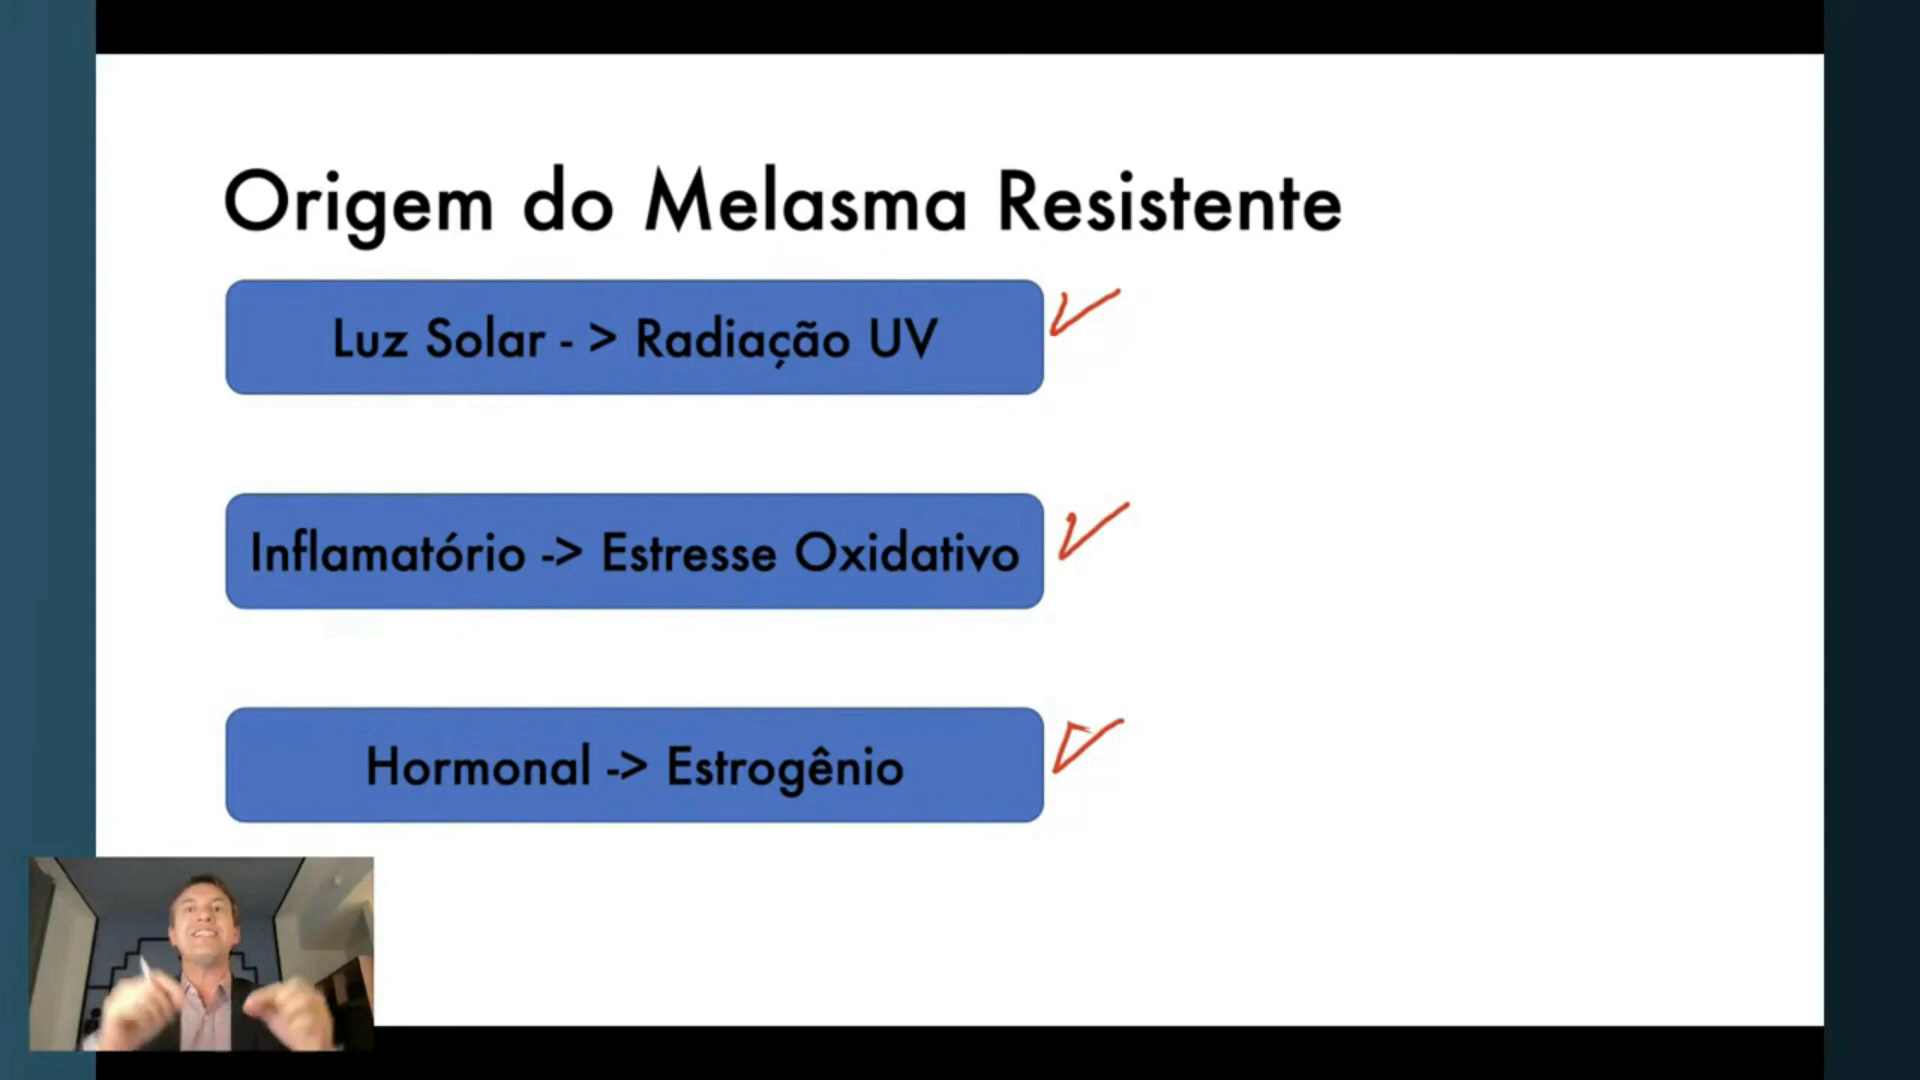 Origem do Melasma Resistente
Luz Solar - > Radiação UV
Inflamatório -> Estresse Oxidativo
Hormonal -> Estrogênio